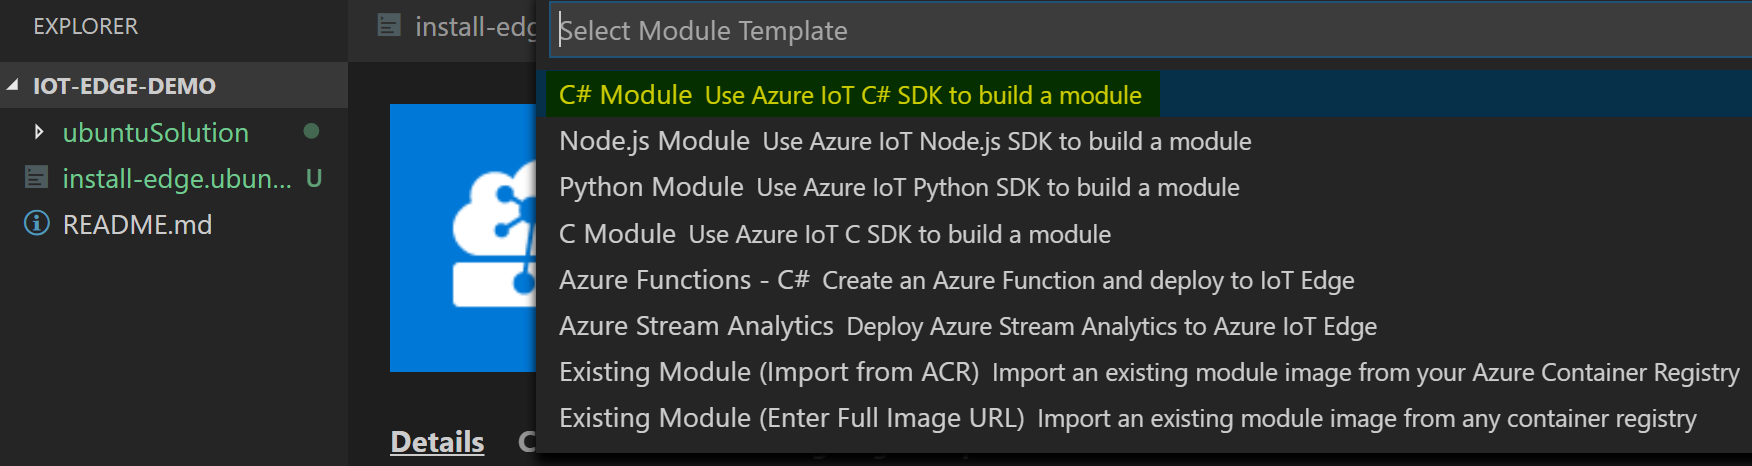 EXPLORER
IOT-EDGE-DEMO
ubuntuSolution
install-edge.ubun... U
README.md
install-edg
Details
Select Module Template
C# Module Use Azure IoT C# SDK to build a module
Node.js Module Use Azure IoT Node.js SDK to build a module
Python Module Use Azure IoT Python SDK to build a module
C Module Use Azure IoT C SDK to build a module
Azure Functions - C# Create an Azure Function and deploy to IoT Edge
Azure Stream Analytics Deploy Azure Stream Analytics to Azure IoT Edge
Existing Module (Import from ACR) Import an existing module image from your Azure Container Registry
Existing Module (Enter Full Image URL) Import an existing module image from any container registry